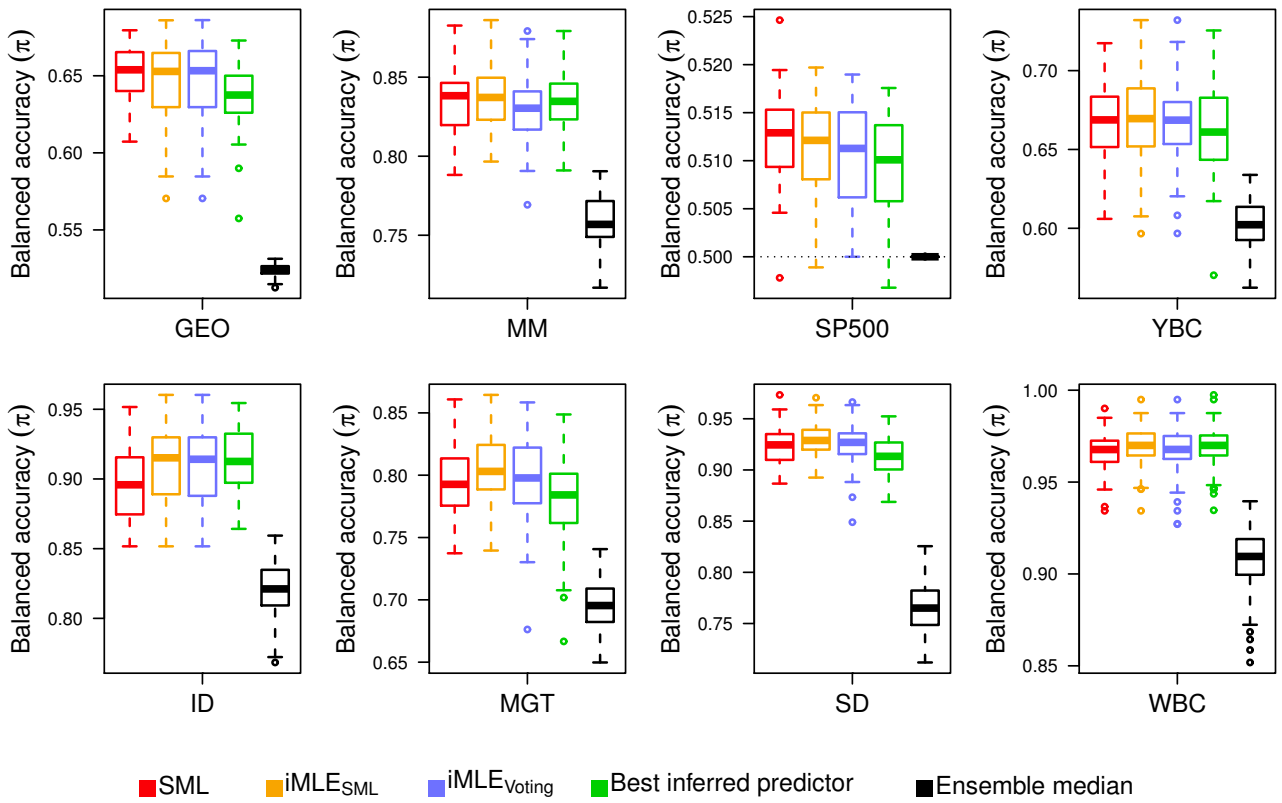 Balanced accuracy (π)
0.65
0.60
0.55
GEO
Balanced accuracy (π)
0.85
0.80
0.75
MM
Balanced accuracy (π)
0.525
0.520
0.515
0.510
0.505
0.500
SP500
Balanced accuracy (π)
0.70
0.65
0.60
YBC
Balanced accuracy (π)
0.95
0.90
0.85
0.80
ID
Balanced accuracy (π)
0.85
0.80
0.75
0.70
0.65
MGT
Balanced accuracy (π)
0.95
0.90
0.85
0.80
0.75
SD
Balanced accuracy (π)
1.00
0.95
0.90
0.85
WBC
SML iMLE_SML iMLE_Voting Best inferred predictor Ensemble median